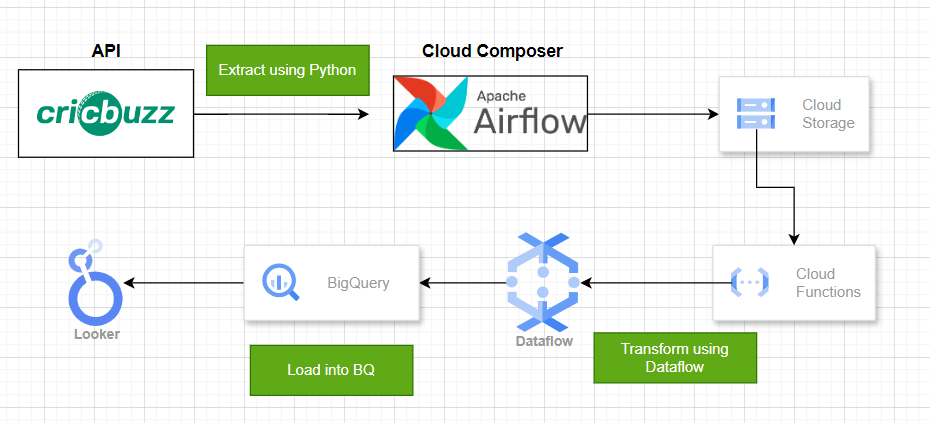 API
Extract using Python
Cloud Composer
cricbuzz
Apache
Airflow
Cloud
Storage
Looker
BigQuery
Load into BQ
Dataflow
Transform using
Dataflow
Cloud
Functions